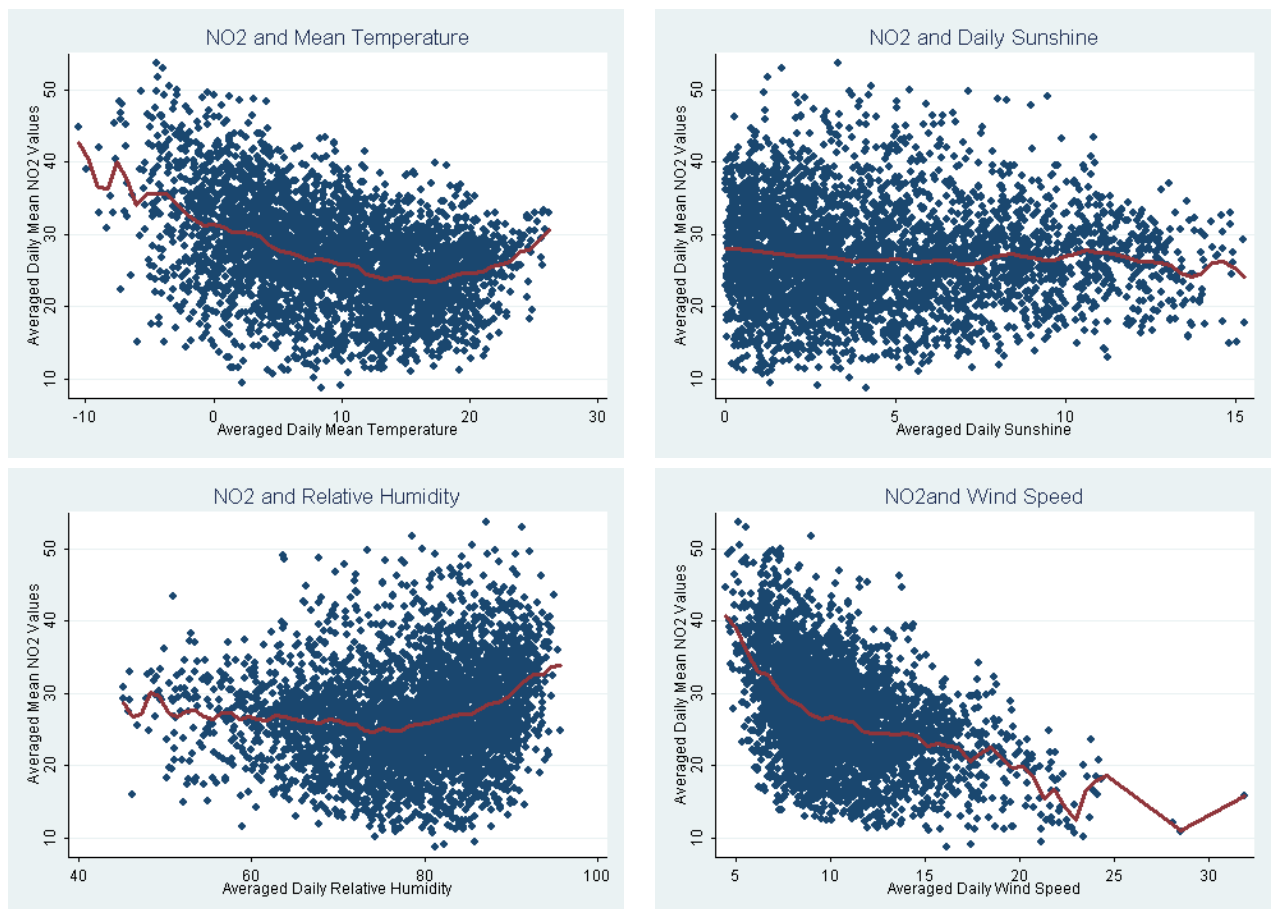 NO2 and Mean Temperature
Averaged Daily Mean NO2 Values
50
40
30
20
10
-10 0 10 20 30
Averaged Daily Mean Temperature
NO2 and Daily Sunshine
Averaged Daily Mean NO2 Values
50
40
30
20
10
0 5 10 15
Averaged Daily Sunshine
NO2 and Relative Humidity
Averaged Mean NO2 Values
50
40
30
20
10
40 60 80 100
Averaged Daily Relative Humidity
NO2and Wind Speed
Averaged Daily Mean NO2 Values
50
40
30
20
10
5 10 15 20 25 30
Averaged Daily Wind Speed